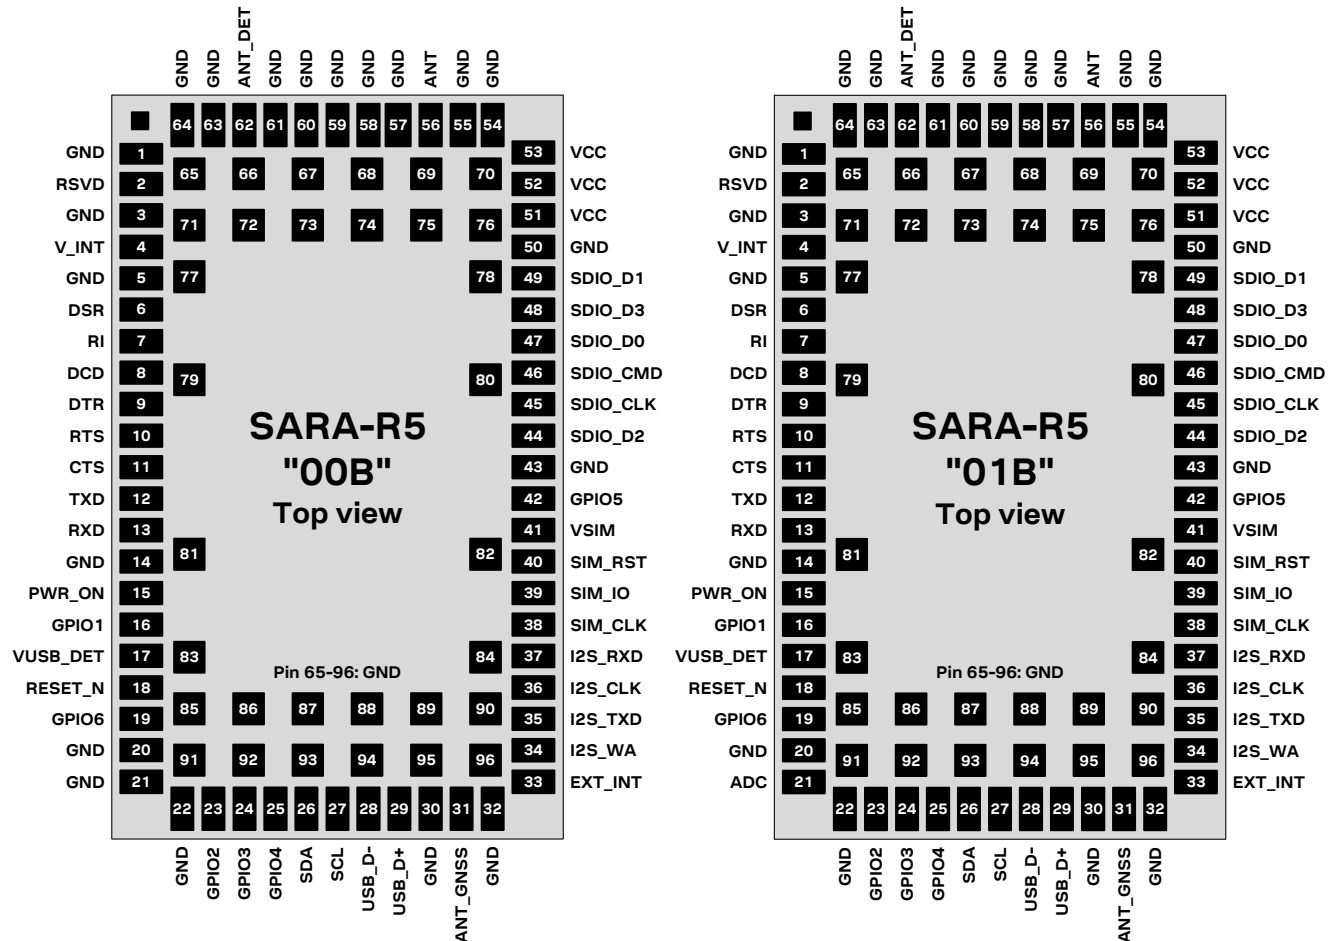 GND GND ANT_DET GND GND GND GND GND ANT GND GND
64 63 62 61 60 59 58 57 56 55 54
GND 1 53 VCC
65 66 67 68 69 70
RSVD 2 52 VCC
GND 3 51 VCC
71 72 73 74 75 76
V_INT 4 50 GND
GND 5 77 78 49 SDIO_D1
DSR 6 48 SDIO_D3
RI 7 47 SDIO_D0
DCD 8 79 80 46 SDIO_CMD
DTR 9 45 SDIO_CLK
SARA-R5
RTS 10 44 SDIO_D2
"00B"
CTS 11 43 GND
TXD 12 42 GPIO5
Top view
RXD 13 41 VSIM
81 82
GND 14 40 SIM_RST
PWR_ON 15 39 SIM_IO
GPIO1 16 38 SIM_CLK
VUSB_DET 17 83 84 37 I2S_RXD
Pin 65-96: GND
RESET_N 18 36 I2S_CLK
85 86 87 88 89 90
GPIO6 19 35 I2S_TXD
GND 20 34 I2S_WA
91 92 93 94 95 96
GND 21 33 EXT_INT
22 23 24 25 26 27 28 29 30 31 32
GND GPIO2 GPIO3 GPIO4 SDA SCL USB_D- USB_D+ GND ANT_GNSS GND
GND GND ANT_DET GND GND GND GND GND ANT GND GND
64 63 62 61 60 59 58 57 56 55 54
GND 1 53 VCC
65 66 67 68 69 70
RSVD 2 52 VCC
GND 3 51 VCC
71 72 73 74 75 76
V_INT 4 50 GND
GND 5 77 78 49 SDIO_D1
DSR 6 48 SDIO_D3
RI 7 47 SDIO_D0
DCD 8 79 80 46 SDIO_CMD
DTR 9 45 SDIO_CLK
SARA-R5
RTS 10 44 SDIO_D2
"01B"
CTS 11 43 GND
TXD 12 42 GPIO5
Top view
RXD 13 41 VSIM
81 82
GND 14 40 SIM_RST
PWR_ON 15 39 SIM_IO
GPIO1 16 38 SIM_CLK
VUSB_DET 17 83 84 37 I2S_RXD
Pin 65-96: GND
RESET_N 18 36 I2S_CLK
85 86 87 88 89 90
GPIO6 19 35 I2S_TXD
GND 20 34 I2S_WA
91 92 93 94 95 96
ADC 21 33 EXT_INT
22 23 24 25 26 27 28 29 30 31 32
GND GPIO2 GPIO3 GPIO4 SDA SCL USB_D- USB_D+ GND ANT_GNSS GND